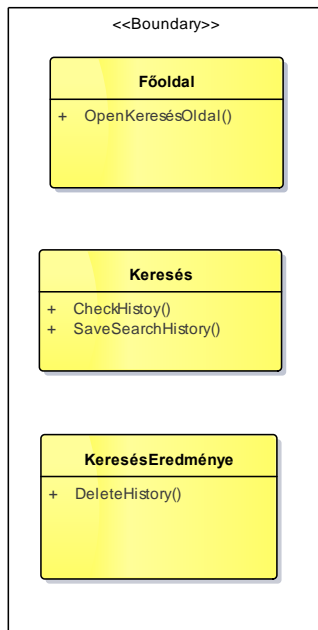 <<Boundary>>
Főoldal
+ OpenKeresésOldal()
Keresés
+ CheckHistoy()
+ SaveSearchHistory()
KeresésEredménye
+ DeleteHistory()